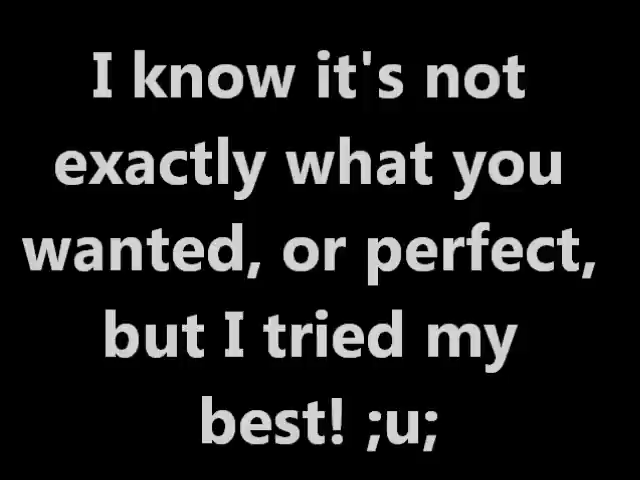 I know it's not
exactly what you
wanted, or perfect,
but I tried my
best! ;u;